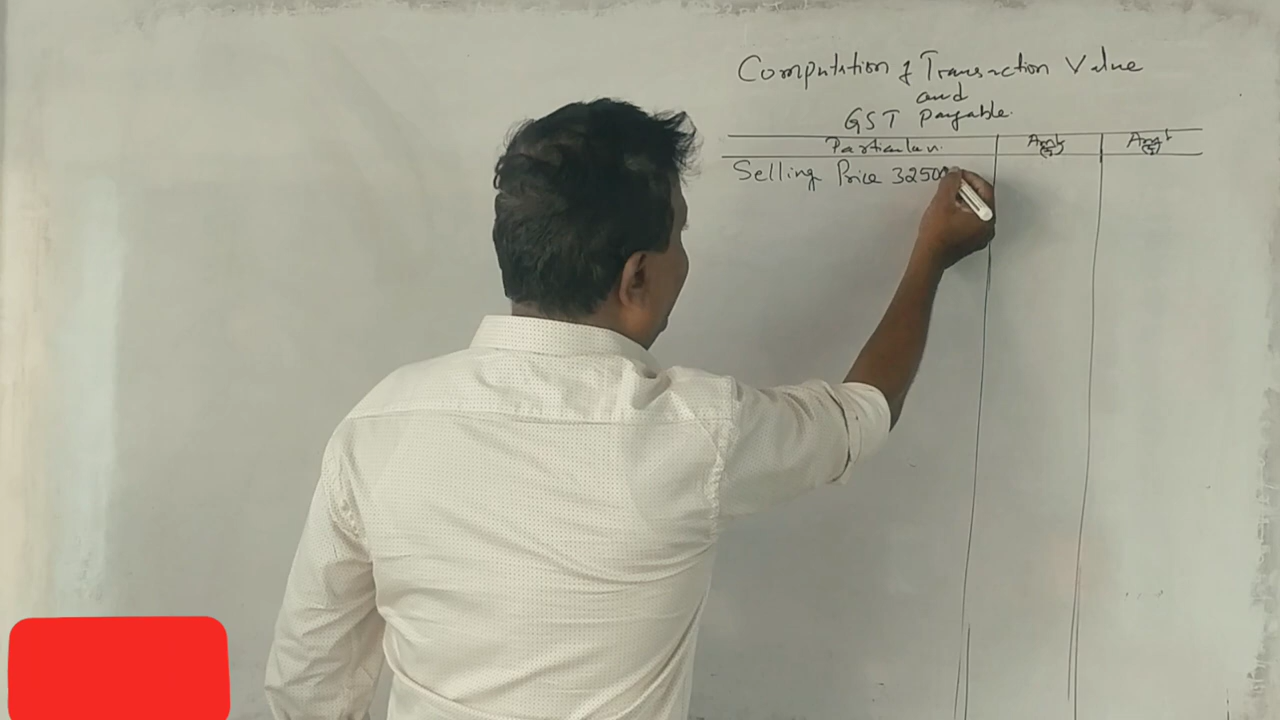 Computation of Transaction Value
and
GST Payable.
Particulars Amt (₹) Amt (₹)
Selling Price 32500